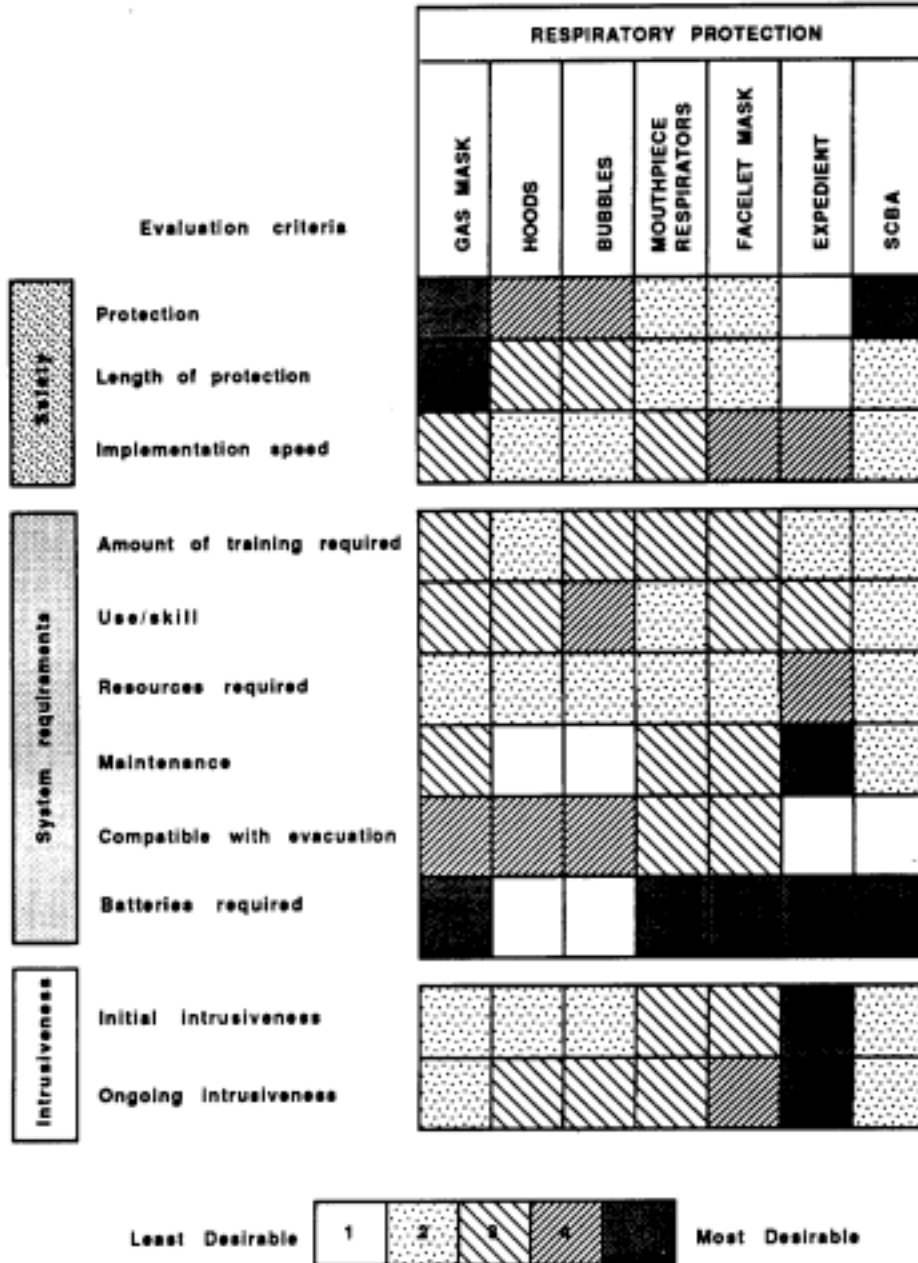 RESPIRATORY PROTECTION
GAS MASK
HOODS
BUBBLES
MOUTHPIECE
RESPIRATORS
FACELET MASK
EXPEDIENT
SCBA
Evaluation criteria
Safety
Protection
Length of protection
Implementation speed
System requirements
Amount of training required
Use/skill
Resources required
Maintenance
Compatible with evacuation
Batteries required
Intrusiveness
Initial intrusiveness
Ongoing intrusiveness
Least Desirable 1 2 3 4 Most Desirable